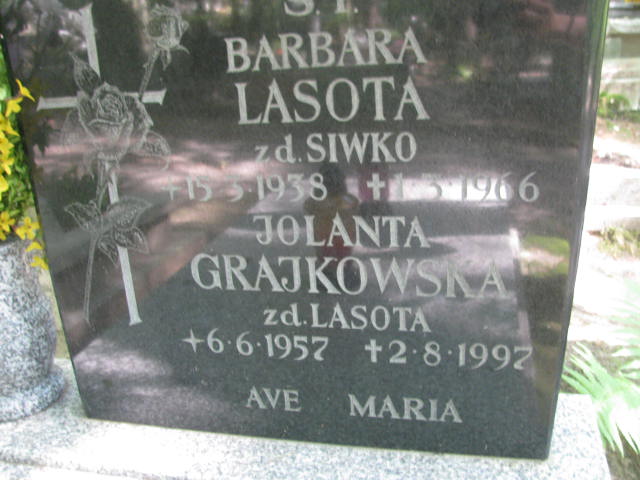 Ś.P.
BARBARA
LASOTA
zd. SIWKO
15·3·1938 1·3·1966
JOLANTA
GRAJKOWSKA
zd. LASOTA
6·6·1957 2·8·1997
AVE MARIA